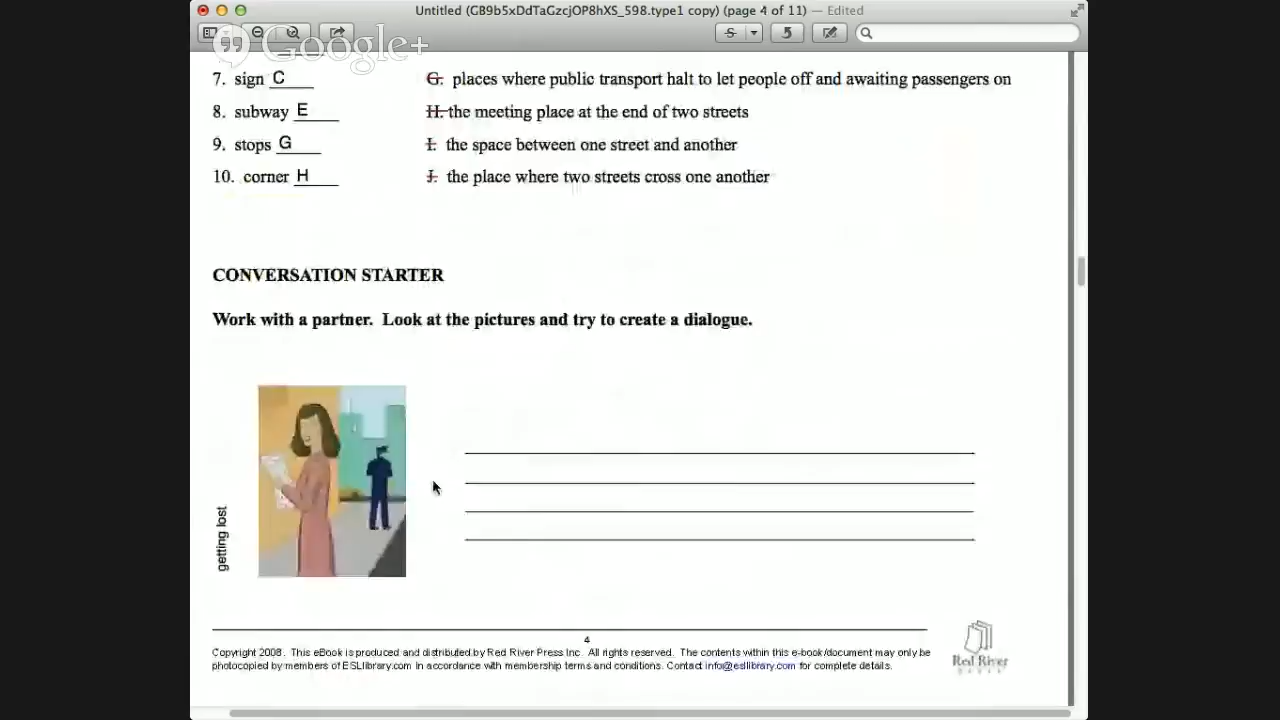 Untitled (G89b5xDdTaGzcjOP8hXS_598.type1 copy) (page 4 of 11) — Edited
Google+
7. sign C G. places where public transport halt to let people off and awaiting passengers on
8. subway E H. the meeting place at the end of two streets
9. stops G I. the space between one street and another
10. corner H J. the place where two streets cross one another
CONVERSATION STARTER
Work with a partner. Look at the pictures and try to create a dialogue.
getting lost
4
Copyright 2008. This eBook is produced and distributed by Red River Press Inc. All rights reserved. The contents within this e-book/document may only be
photocopied by members of ESLlibrary.com in accordance with membership terms and conditions. Contact info@esllibrary.com for complete details.
Red River
PRESS